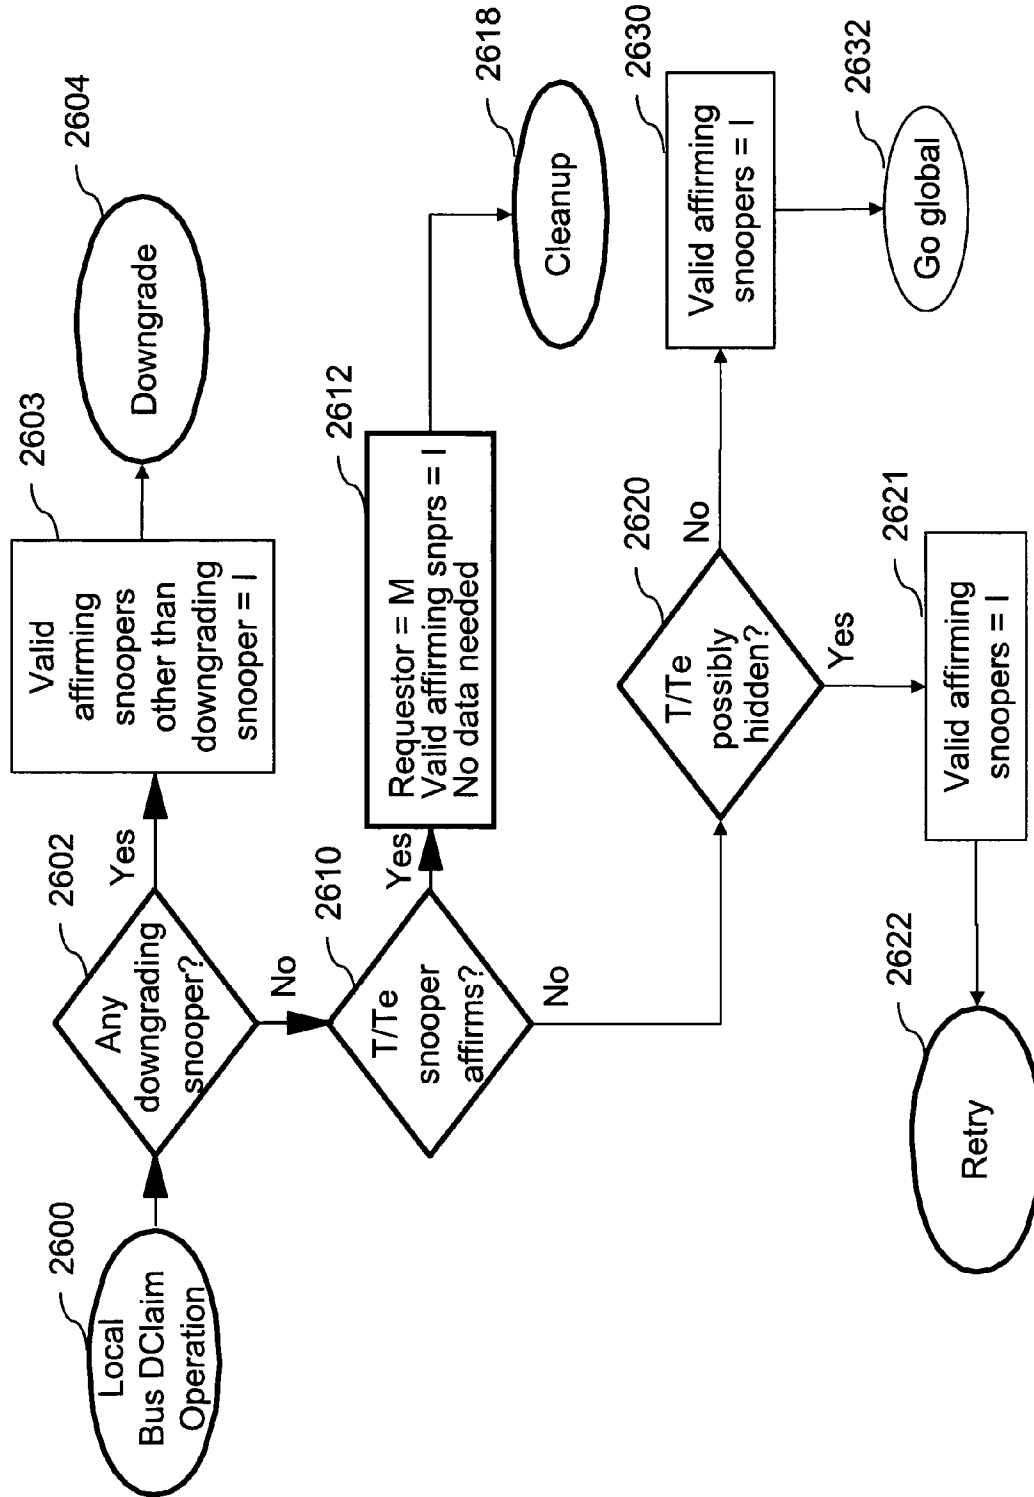 2600
Local
Bus DClaim
Operation
2602
Any
downgrading
snooper?
Yes
No
2603
Valid
affirming
snoopers
other than
downgrading
snooper = I
2604
Downgrade
2610
T/Te
snooper
affirms?
Yes
No
2612
Requestor = M
Valid affirming snprs = I
No data needed
2618
Cleanup
2620
T/Te
possibly
hidden?
No
Yes
2630
Valid affirming
snoopers = I
2632
Go global
2621
Valid affirming
snoopers = I
2622
Retry